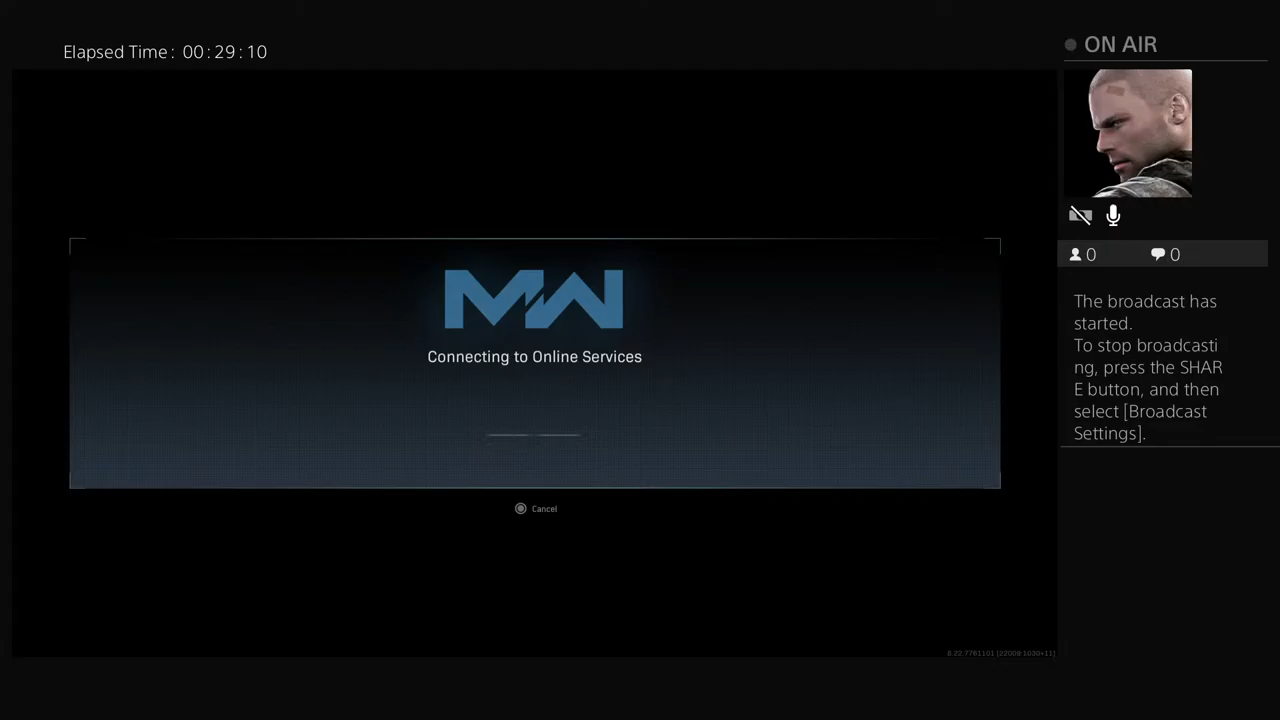 Elapsed Time: 00:29:10
ON AIR
0
0
The broadcast has
started.
To stop broadcasti
ng, press the SHAR
E button, and then
select [Broadcast
Settings].
MW
Connecting to Online Services
Cancel